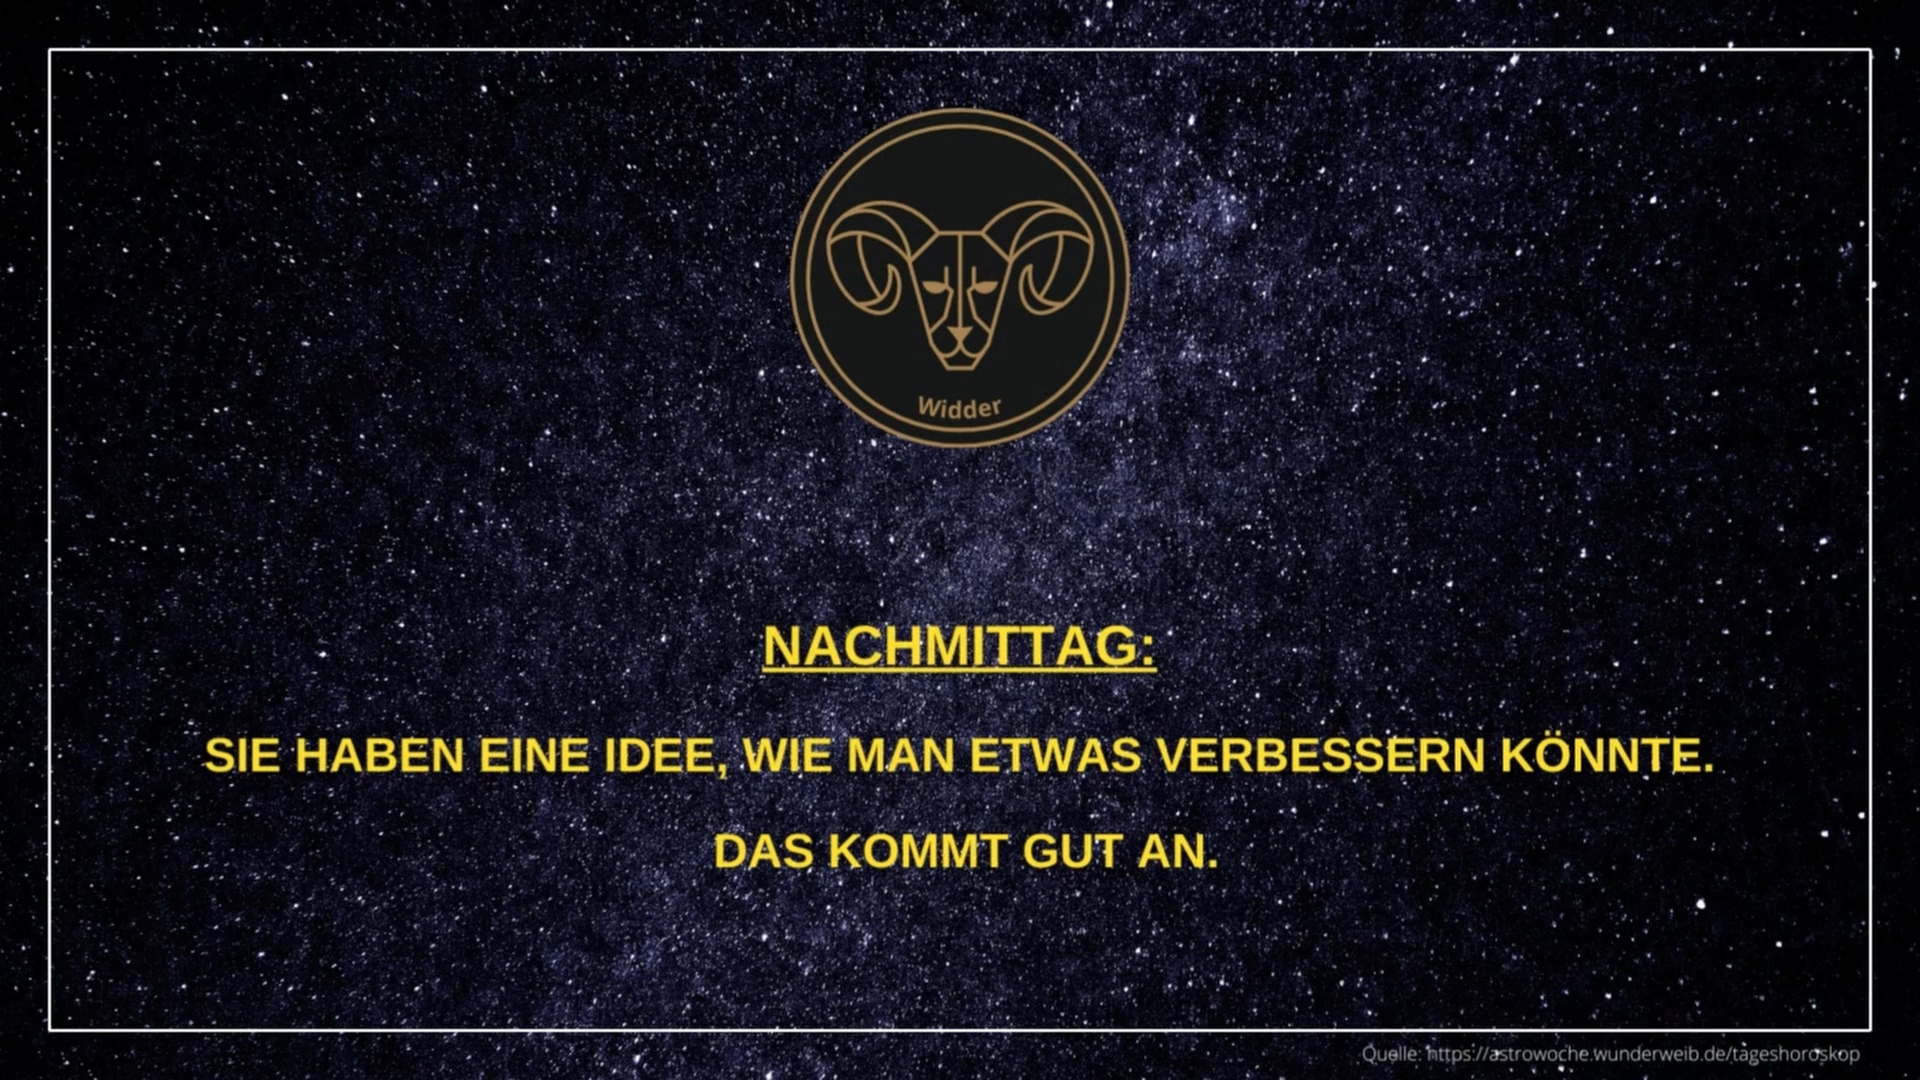 Widder
NACHMITTAG:
SIE HABEN EINE IDEE, WIE MAN ETWAS VERBESSERN KÖNNTE.
DAS KOMMT GUT AN.
Quelle: https://astrowoche.wunderweib.de/tageshoroskop